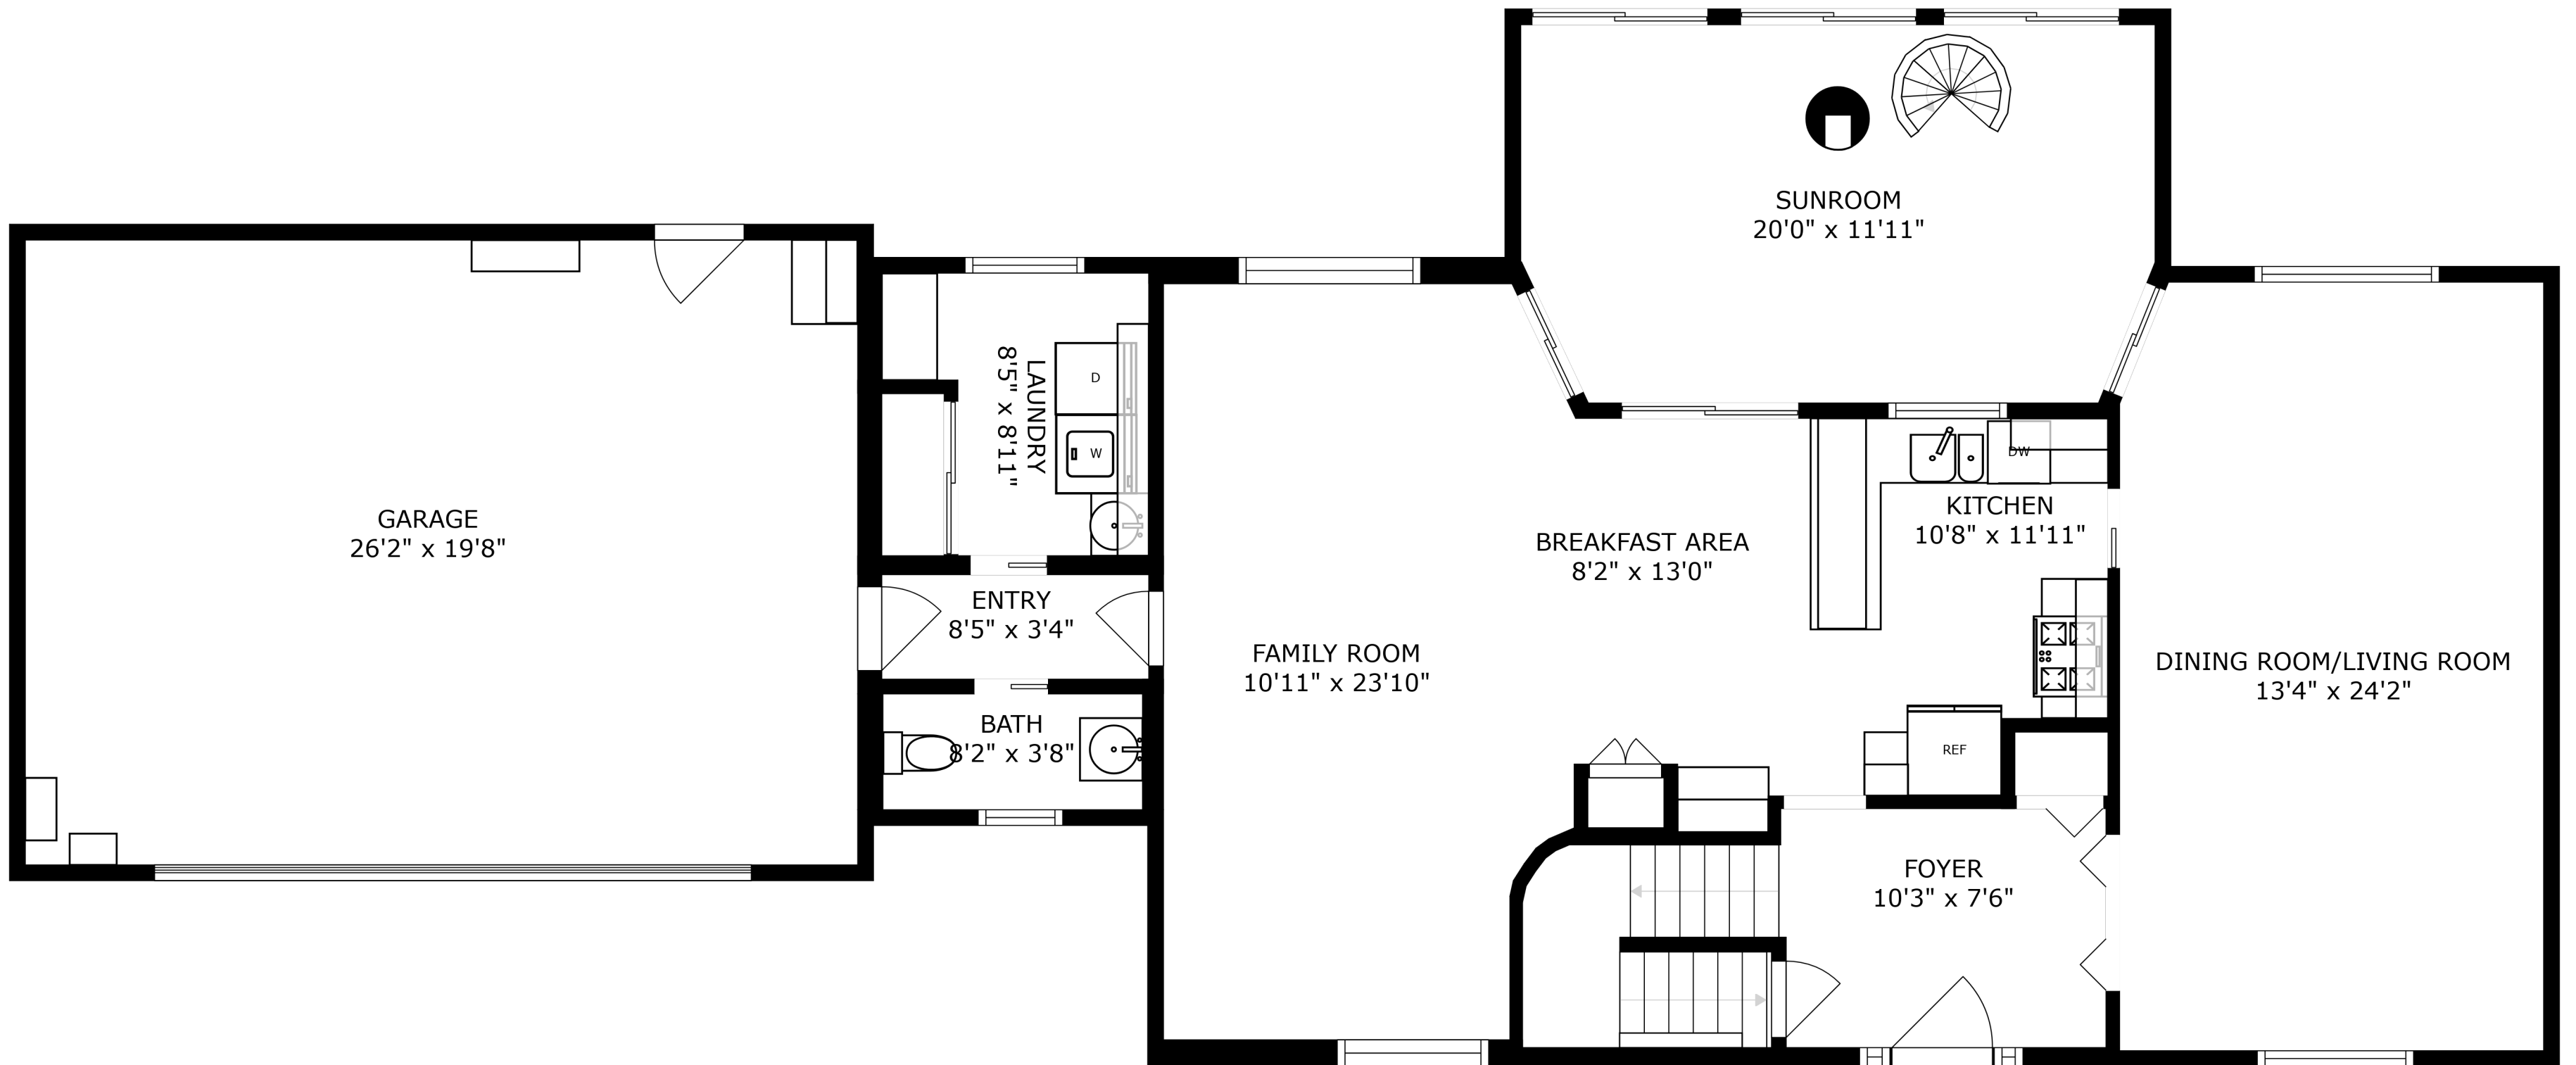 SUNROOM
20'0" x 11'11"
GARAGE
26'2" x 19'8"
LAUNDRY
8'5" x 8'11"
D
W
ENTRY
8'5" x 3'4"
BATH
8'2" x 3'8"
FAMILY ROOM
10'11" x 23'10"
BREAKFAST AREA
8'2" x 13'0"
DW
KITCHEN
10'8" x 11'11"
REF
DINING ROOM/LIVING ROOM
13'4" x 24'2"
FOYER
10'3" x 7'6"